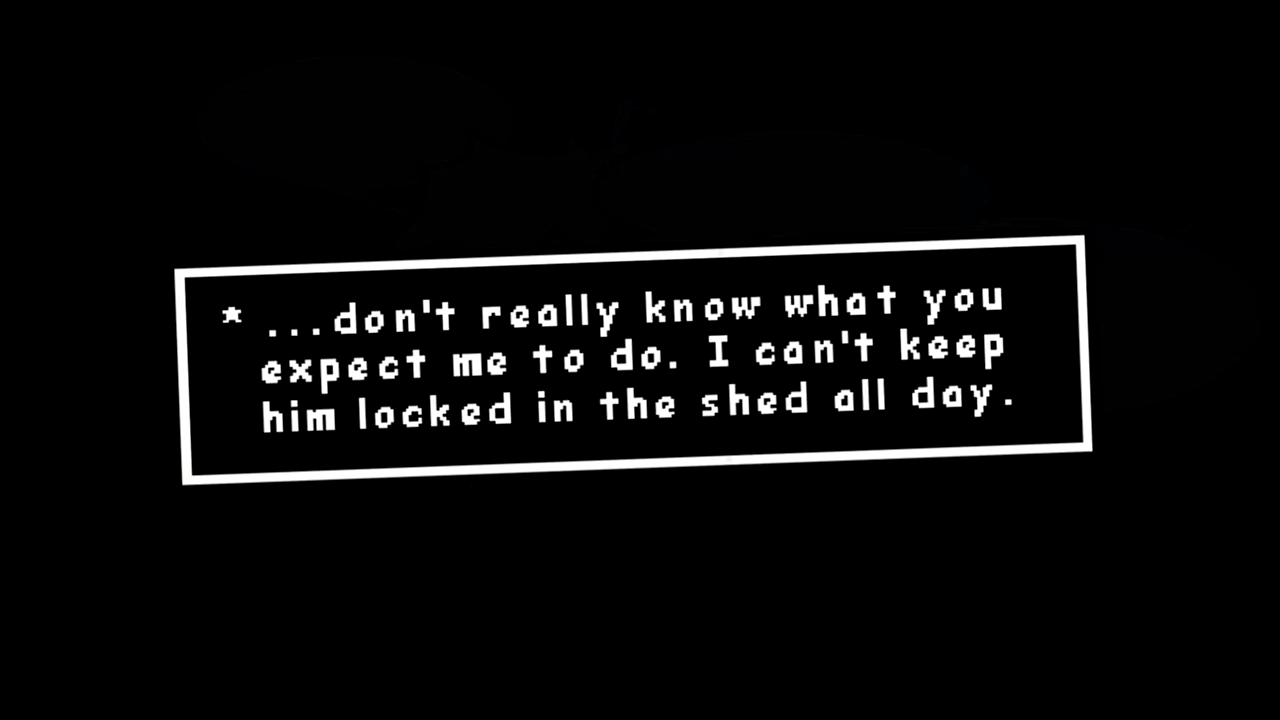 * ...don't really know what you
expect me to do. I can't keep
him locked in the shed all day.